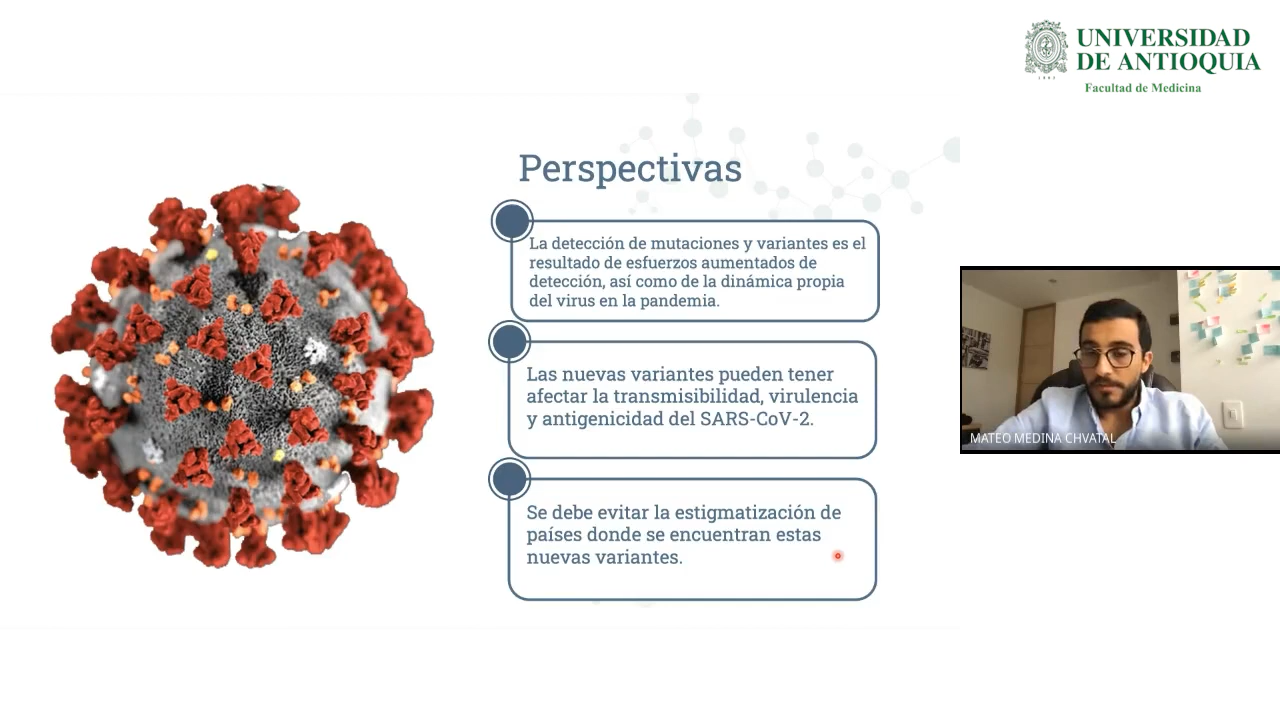 UNIVERSIDAD
DE ANTIOQUIA
Facultad de Medicina
Perspectivas
La detección de mutaciones y variantes es el
resultado de esfuerzos aumentados de
detección, así como de la dinámica propia
del virus en la pandemia.
Las nuevas variantes pueden tener
afectar la transmisibilidad, virulencia
y antigenicidad del SARS-CoV-2.
Se debe evitar la estigmatización de
países donde se encuentran estas
nuevas variantes.
MATEO MEDINA CHVATAL